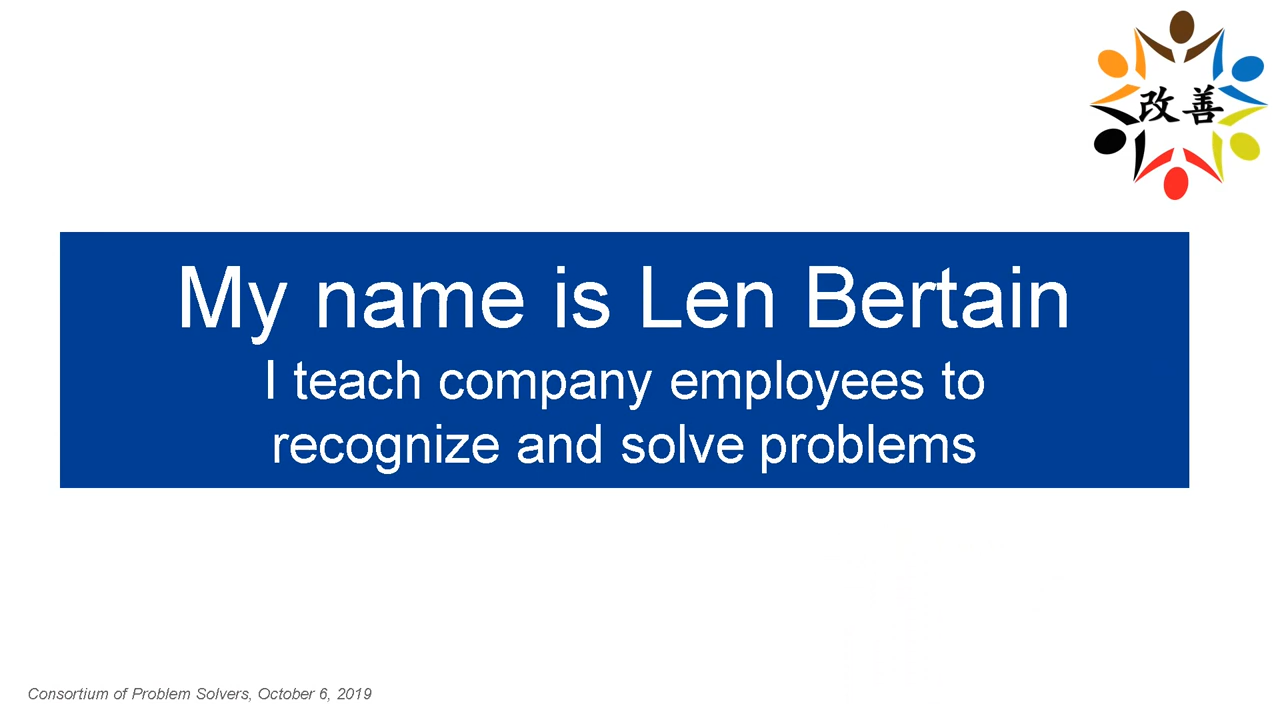 改善
My name is Len Bertain
I teach company employees to
recognize and solve problems
Consortium of Problem Solvers, October 6, 2019